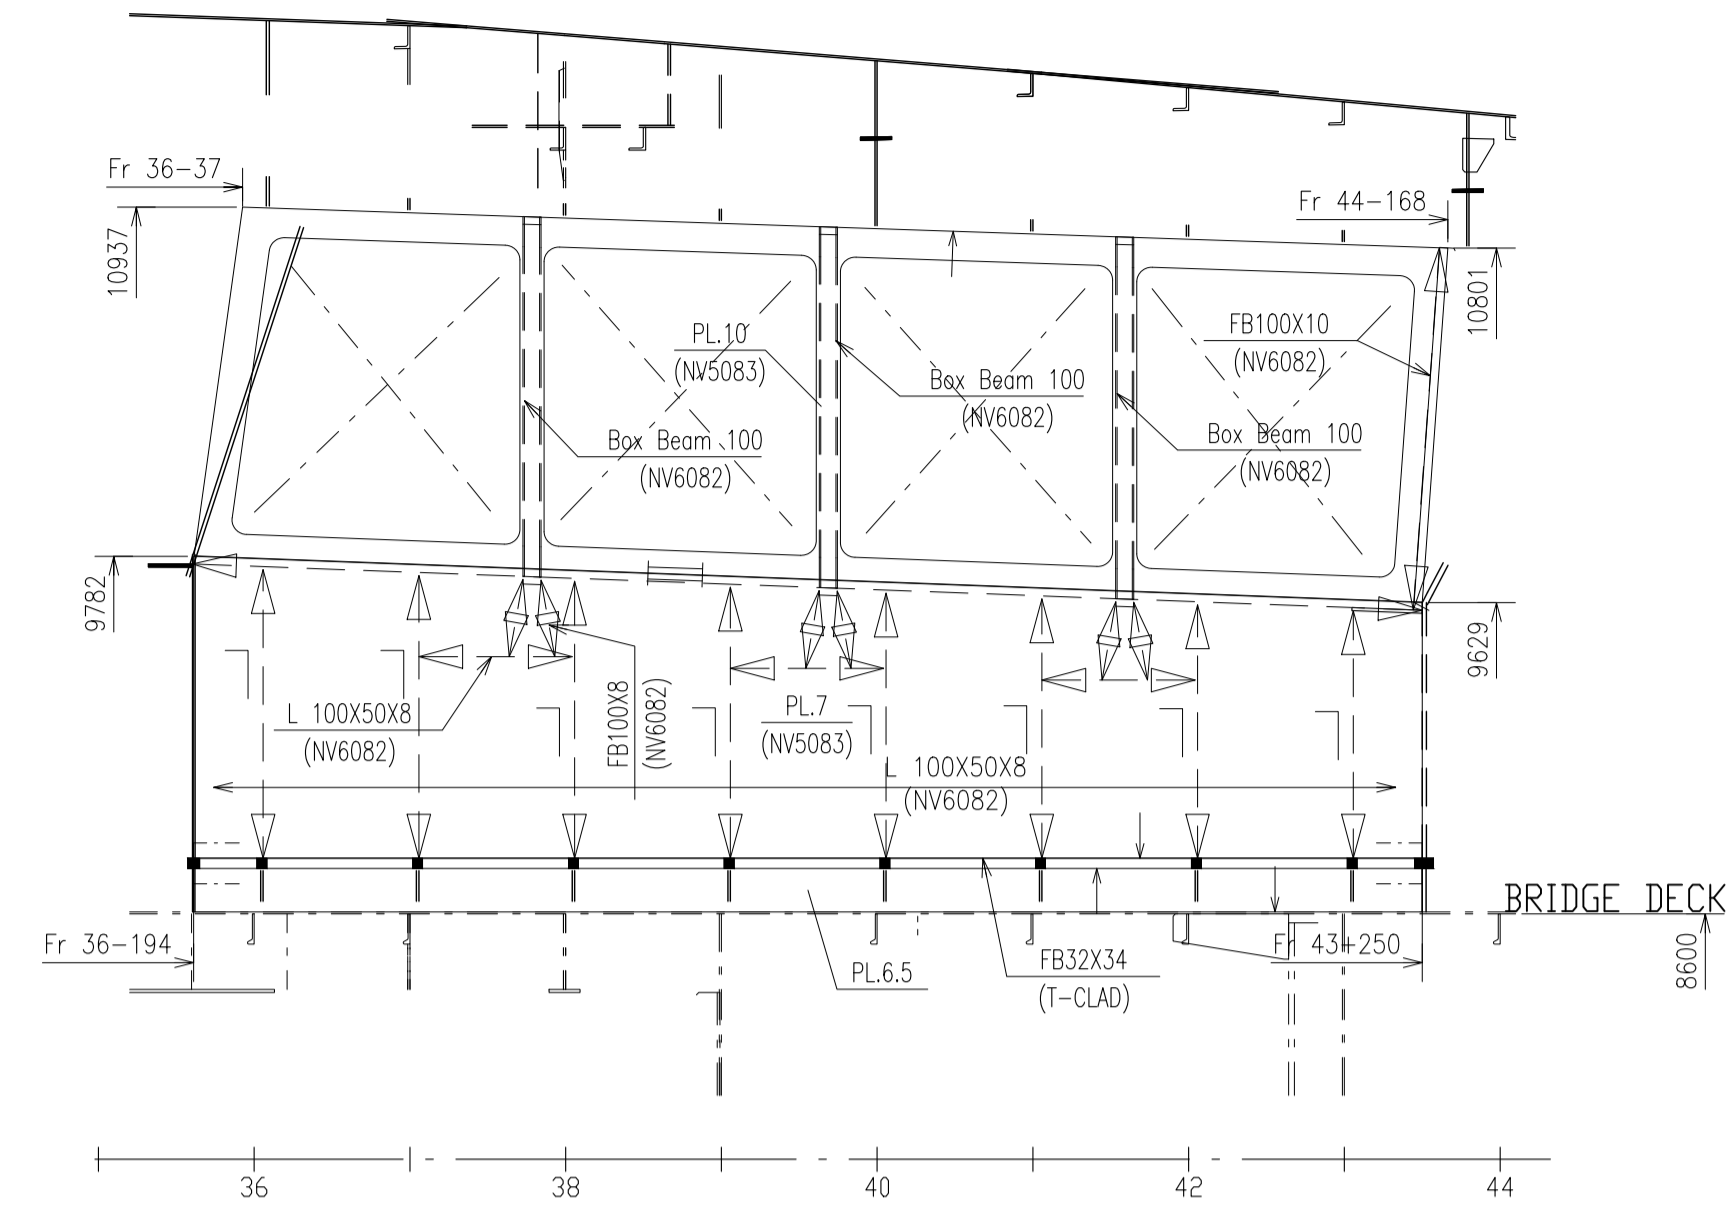 Fr 36-37
Fr 44-168
10937
10801
PL.10
(NV5083)
FB100X10
(NV6082)
Box Beam 100
(NV6082)
Box Beam 100
(NV6082)
Box Beam 100
(NV6082)
9782
9629
L 100X50X8
(NV6082)
FB100X8
(NV6082)
PL.7
(NV5083)
L 100X50X8
(NV6082)
BRIDGE DECK
Fr 36-194
PL.6.5
FB32X34
(T-CLAD)
Fr 43+250
8600
36
38
40
42
44